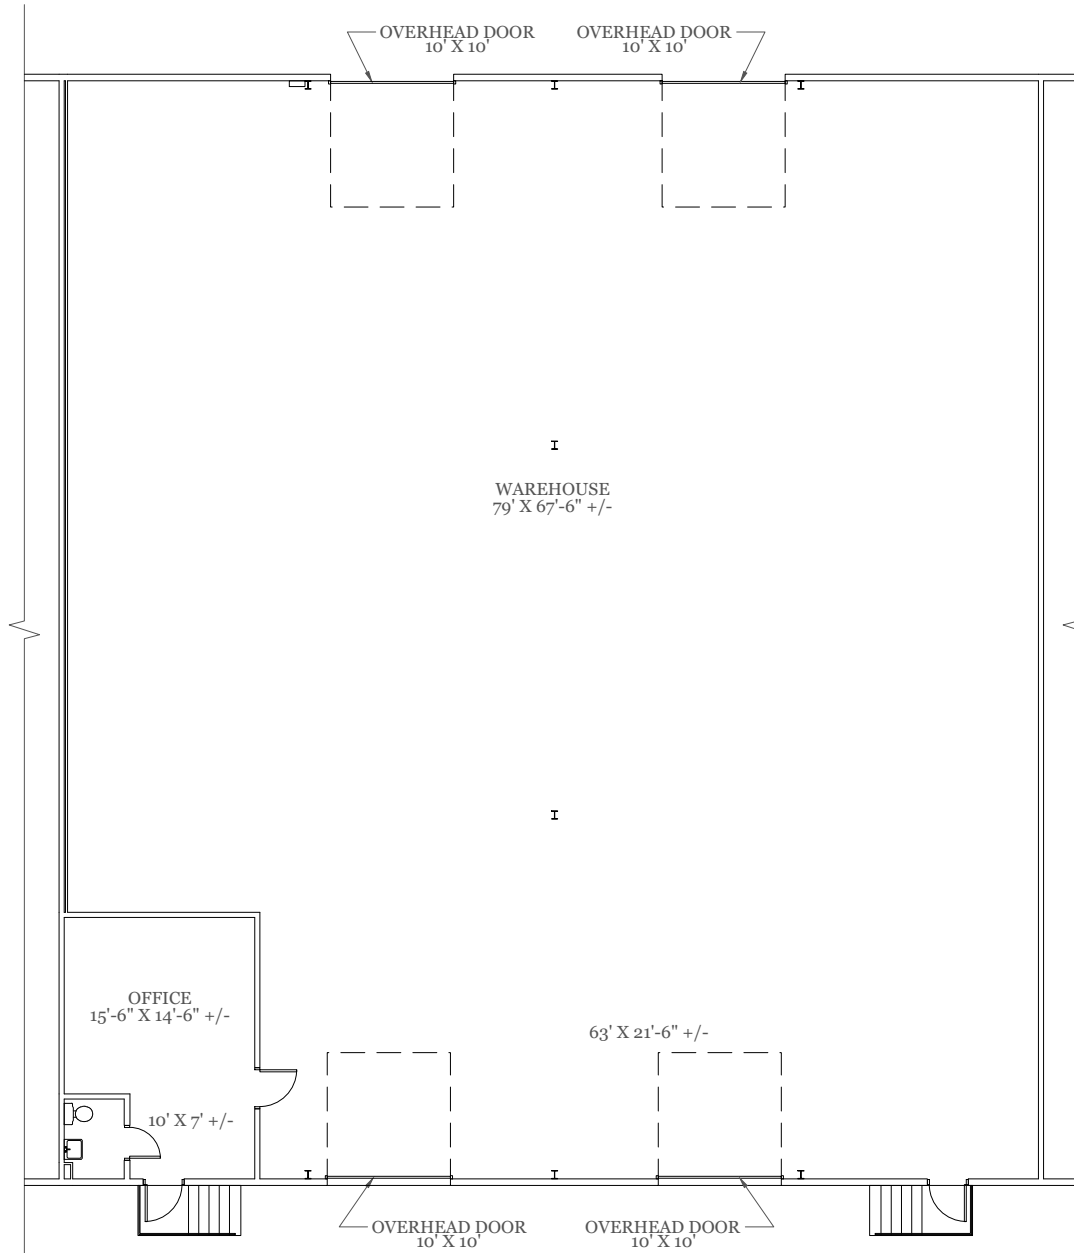 OVERHEAD DOOR
10' X 10'
OVERHEAD DOOR
10' X 10'
WAREHOUSE
79' X 67'-6" +/-
OFFICE
15'-6" X 14'-6" +/-
63' X 21'-6" +/-
10' X 7' +/-
OVERHEAD DOOR
10' X 10'
OVERHEAD DOOR
10' X 10'